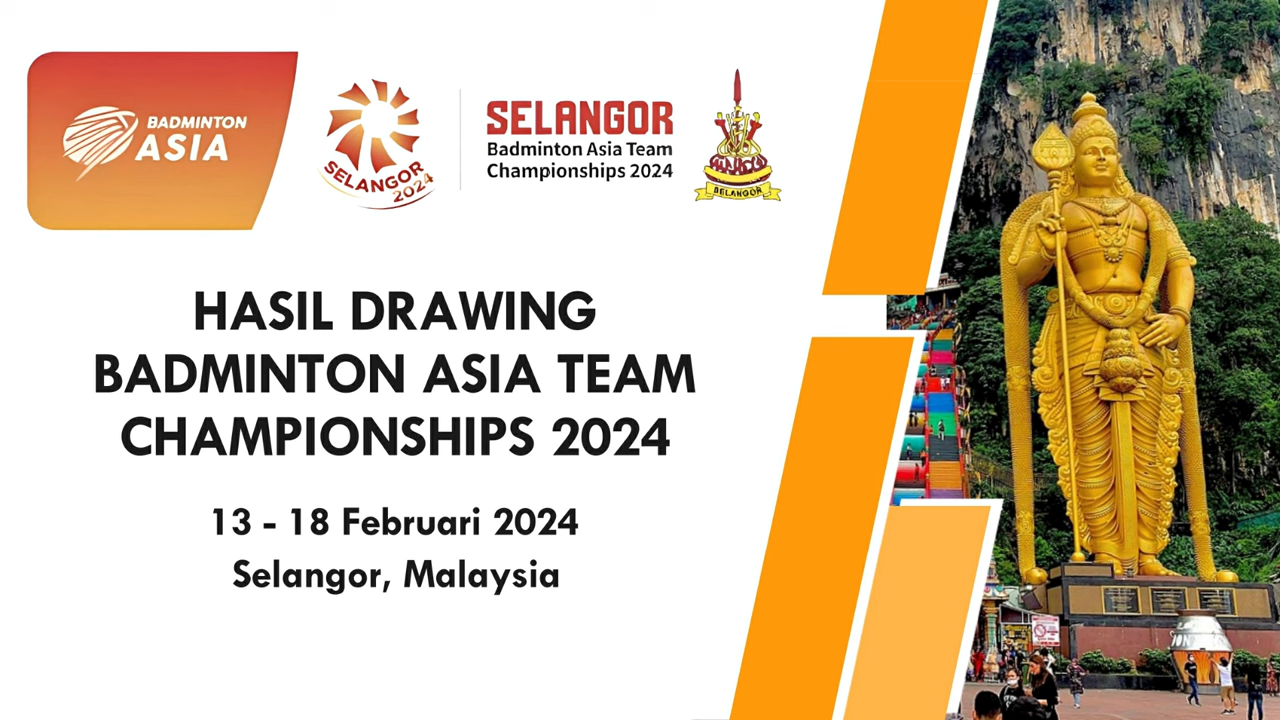 BADMINTON
ASIA
SELANGOR
2024
SELANGOR
Badminton Asia Team
Championships 2024
SELANGOR
HASIL DRAWING
BADMINTON ASIA TEAM
CHAMPIONSHIPS 2024
13 - 18 Februari 2024
Selangor, Malaysia